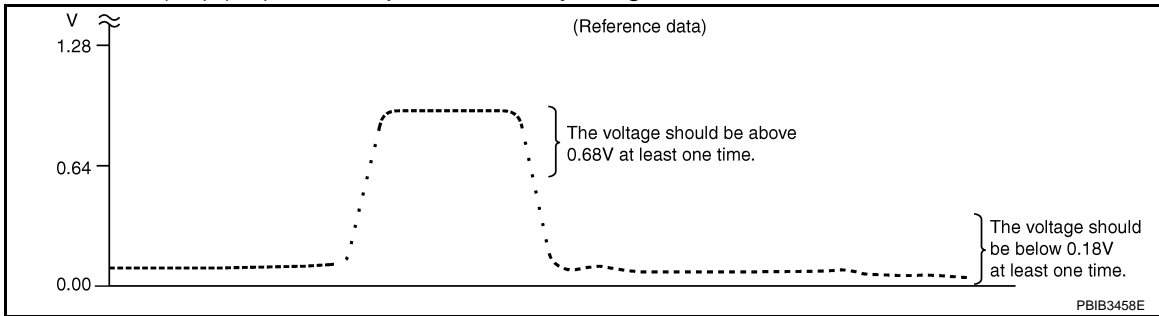 V
(Reference data)
1.28
The voltage should be above
0.68V at least one time.
0.64
The voltage should
be below 0.18V
at least one time.
0.00
PBIB3458E